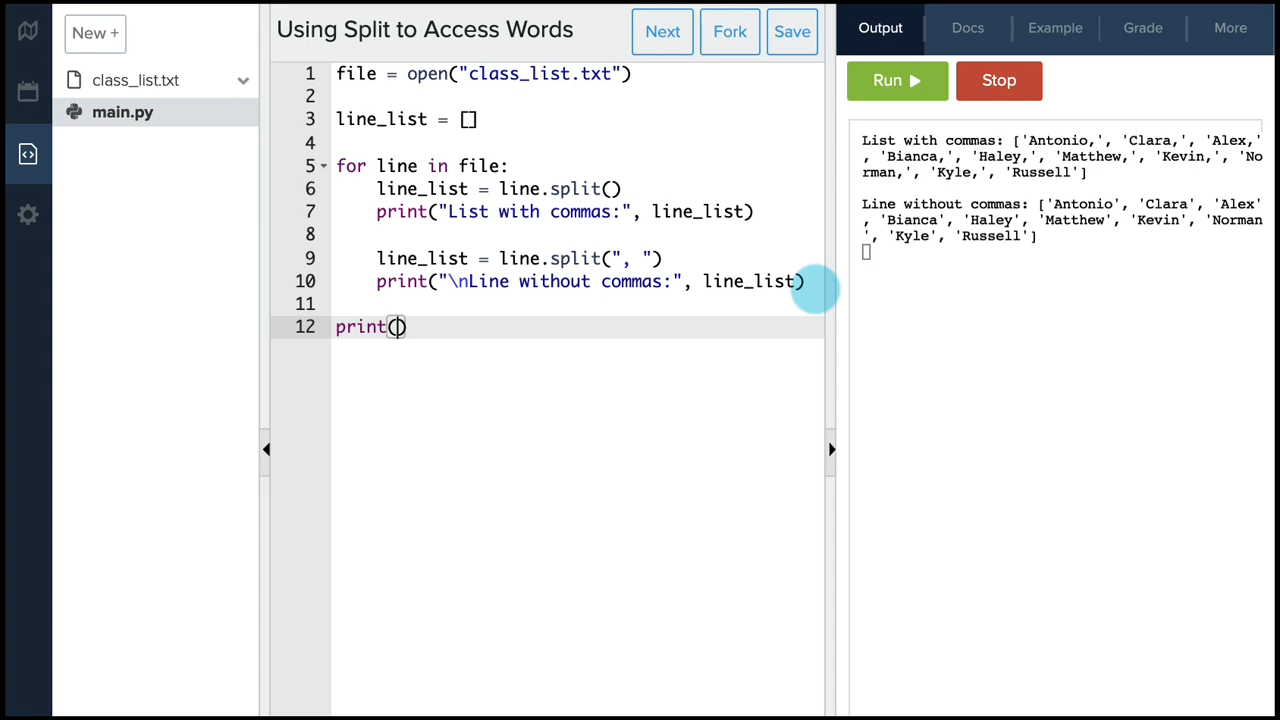 New +
class_list.txt
main.py
Using Split to Access Words
Next
Fork
Save
1 file = open("class_list.txt")
2
3 line_list = []
4
5 for line in file:
6 line_list = line.split()
7 print("List with commas:", line_list)
8
9 line_list = line.split(", ")
10 print("\nLine without commas:", line_list)
11
12 print()
Output
Docs
Example
Grade
More
Run
Stop
List with commas: ['Antonio,', 'Clara,', 'Alex,'
, 'Bianca,', 'Haley,', 'Matthew,', 'Kevin,', 'No
rman,', 'Kyle,', 'Russell']
Line without commas: ['Antonio', 'Clara', 'Alex'
, 'Bianca', 'Haley', 'Matthew', 'Kevin', 'Norman
', 'Kyle', 'Russell']